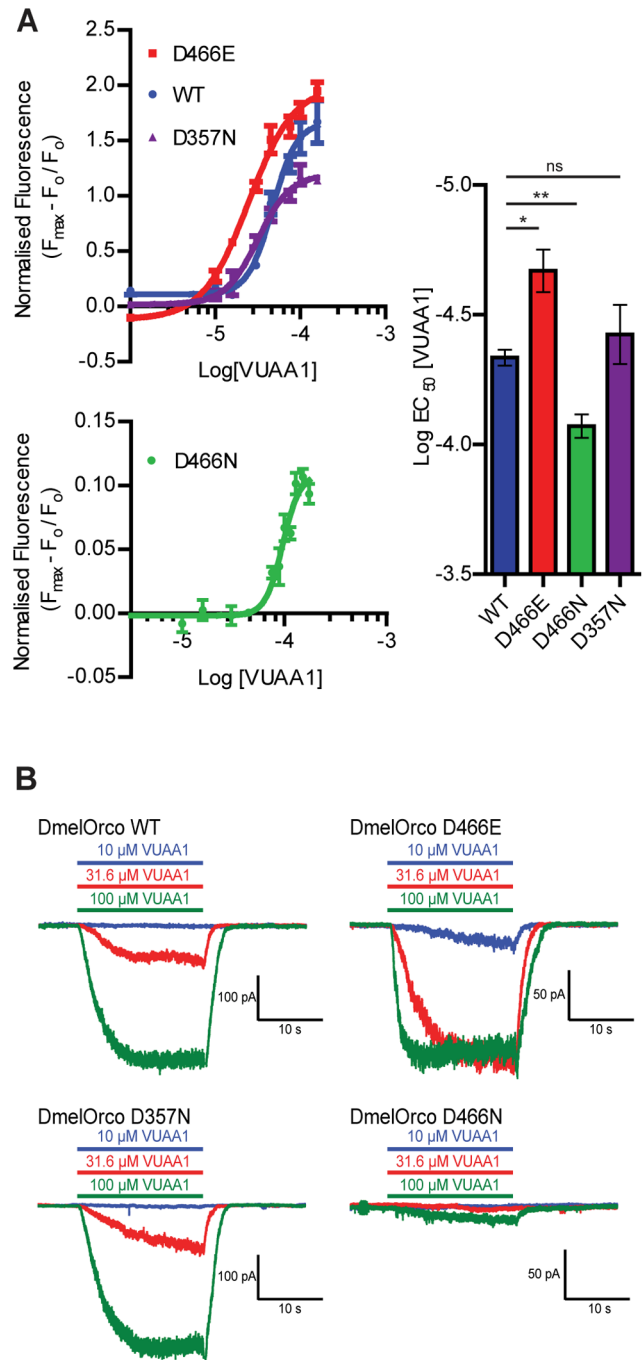 A
D466E
WT
D357N
Normalised Fluorescence
(Fmax - Fo / Fo)
2.5
2.0
1.5
1.0
0.5
0.0
-0.5
-5
-4
-3
Log[VUAA1]
D466N
Normalised Fluorescence
(Fmax - Fo / Fo)
0.15
0.10
0.05
0.00
-0.05
-5
-4
-3
Log [VUAA1]
Log EC50 [VUAA1]
-5.0
-4.5
-4.0
-3.5
ns
**
*
WT
D466E
D466N
D357N
B
DmelOrco WT
10 µM VUAA1
31.6 µM VUAA1
100 µM VUAA1
100 pA
10 s
DmelOrco D466E
10 µM VUAA1
31.6 µM VUAA1
100 µM VUAA1
50 pA
10 s
DmelOrco D357N
10 µM VUAA1
31.6 µM VUAA1
100 µM VUAA1
100 pA
10 s
DmelOrco D466N
10 µM VUAA1
31.6 µM VUAA1
100 µM VUAA1
50 pA
10 s